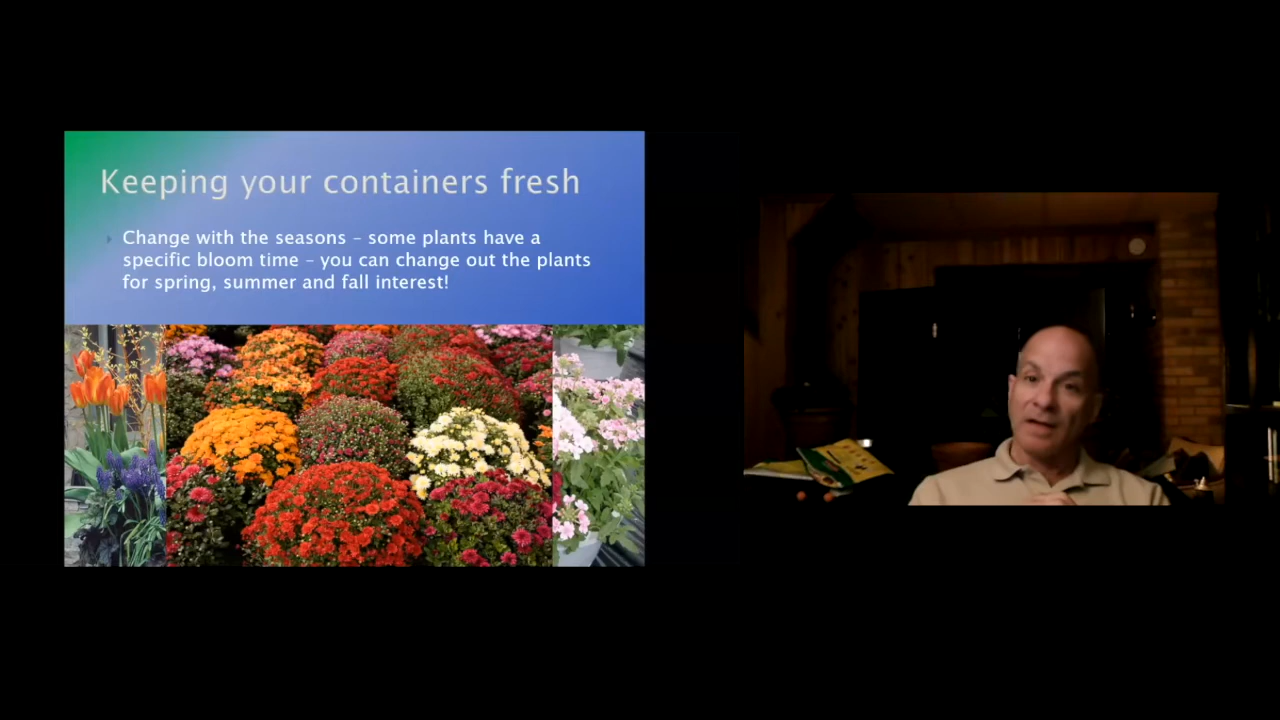 Keeping your containers fresh
Change with the seasons – some plants have a
specific bloom time – you can change out the plants
for spring, summer and fall interest!